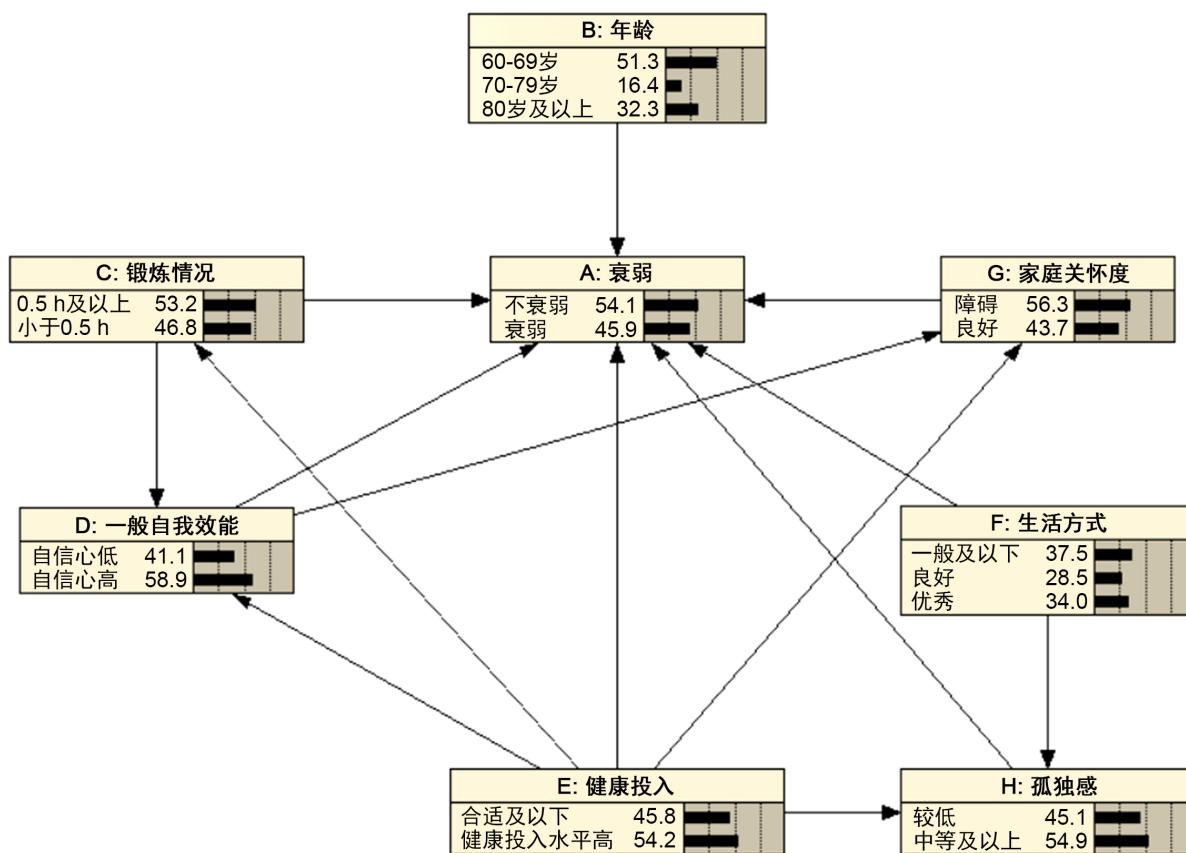 B: 年龄
60-69岁 51.3
70-79岁 16.4
80岁及以上 32.3
C: 锻炼情况
0.5 h及以上 53.2
小于0.5 h 46.8
A: 衰弱
不衰弱 54.1
衰弱 45.9
G: 家庭关怀度
障碍 56.3
良好 43.7
D: 一般自我效能
自信心低 41.1
自信心高 58.9
F: 生活方式
一般及以下 37.5
良好 28.5
优秀 34.0
E: 健康投入
合适及以下 45.8
健康投入水平高 54.2
H: 孤独感
较低 45.1
中等及以上 54.9